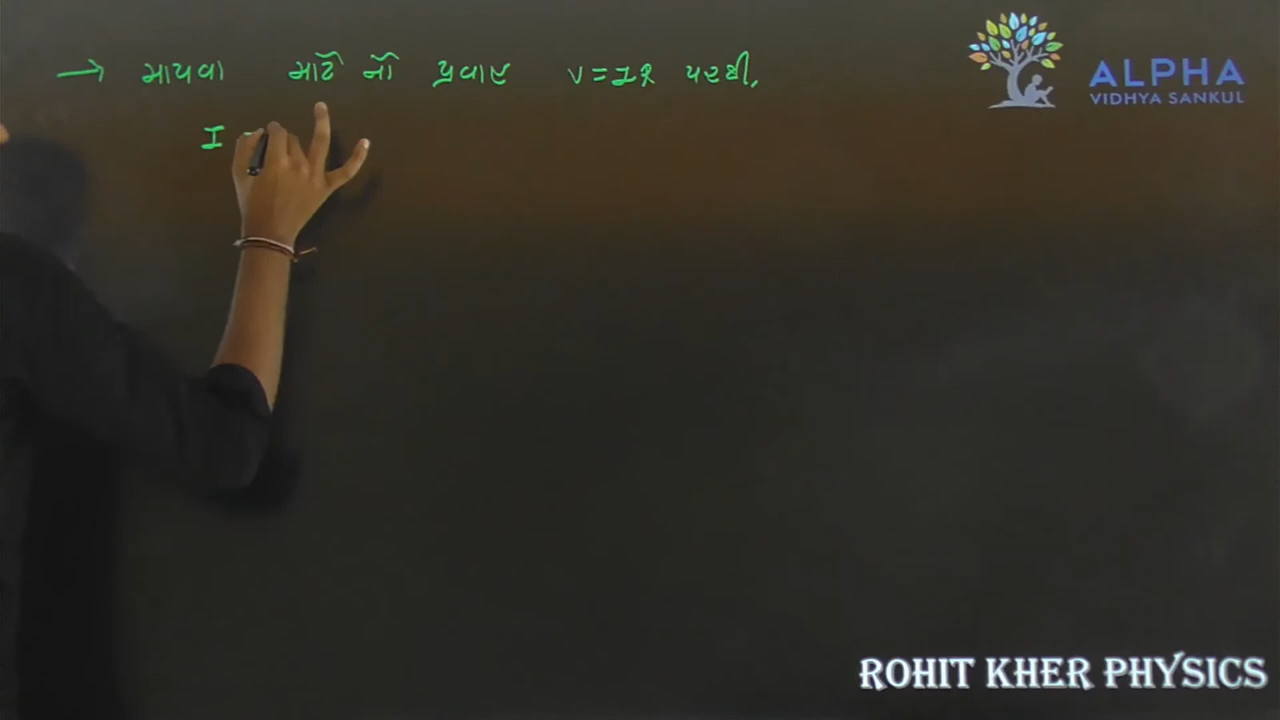 → માપવા માટે નો પ્રવાહ V = IR પરથી,
I
ALPHA
VIDHYA SANKUL
ROHIT KHER PHYSICS